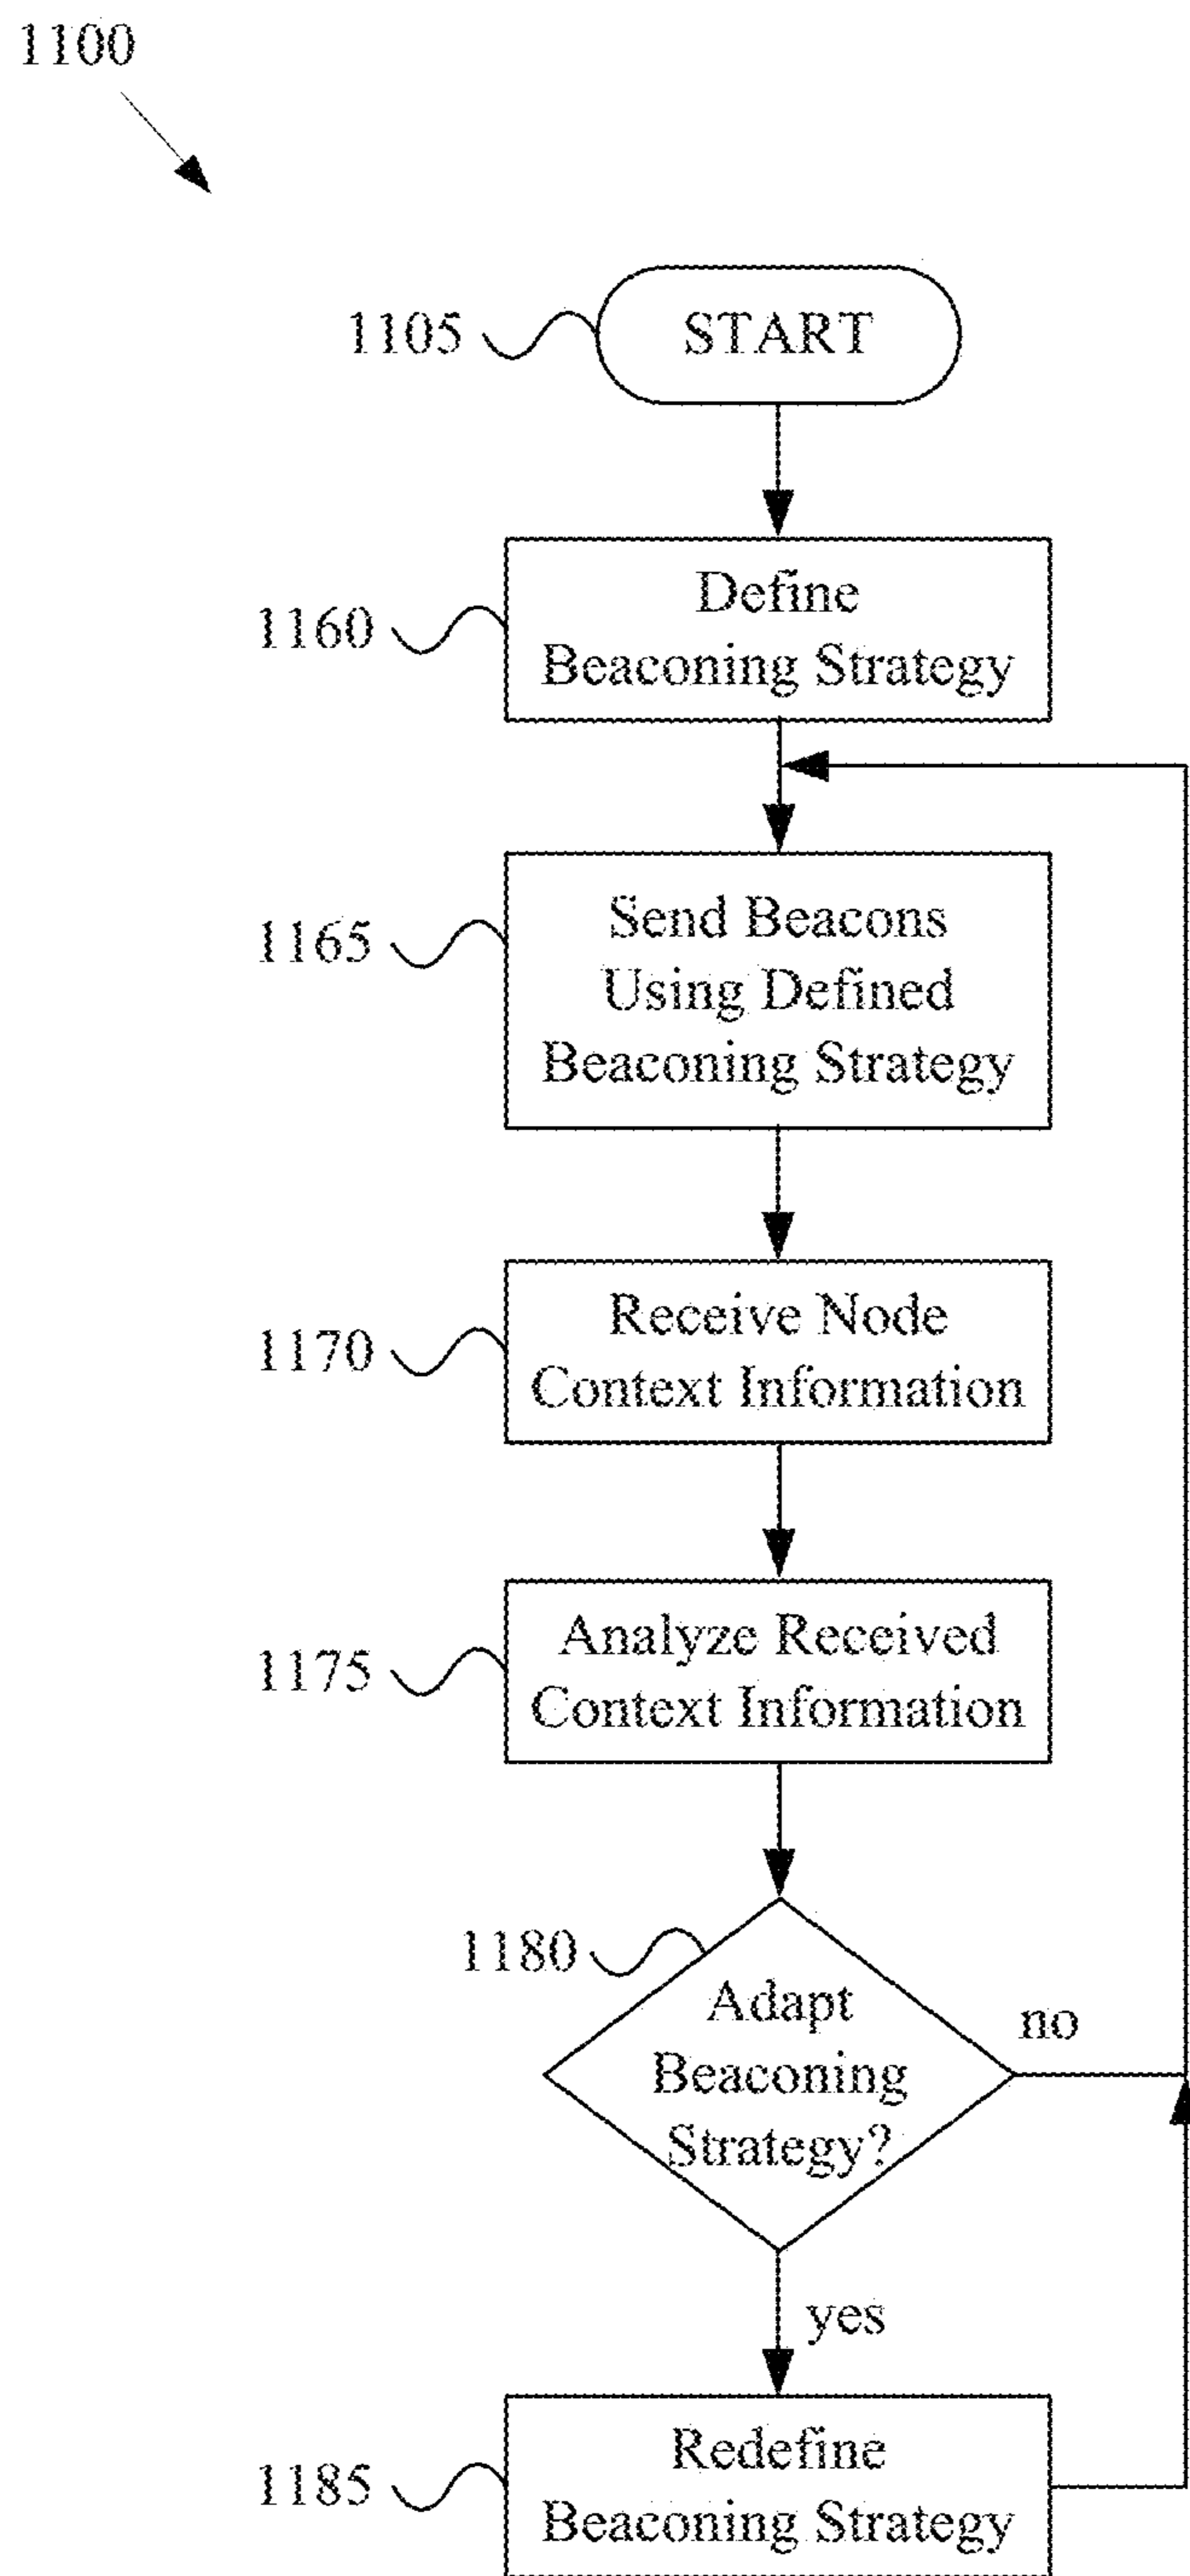 1100
1105
START
1160
Define
Beaconing Strategy
1165
Send Beacons
Using Defined
Beaconing Strategy
1170
Receive Node
Context Information
1175
Analyze Received
Context Information
1180
Adapt
Beaconing
Strategy?
no
yes
1185
Redefine
Beaconing Strategy